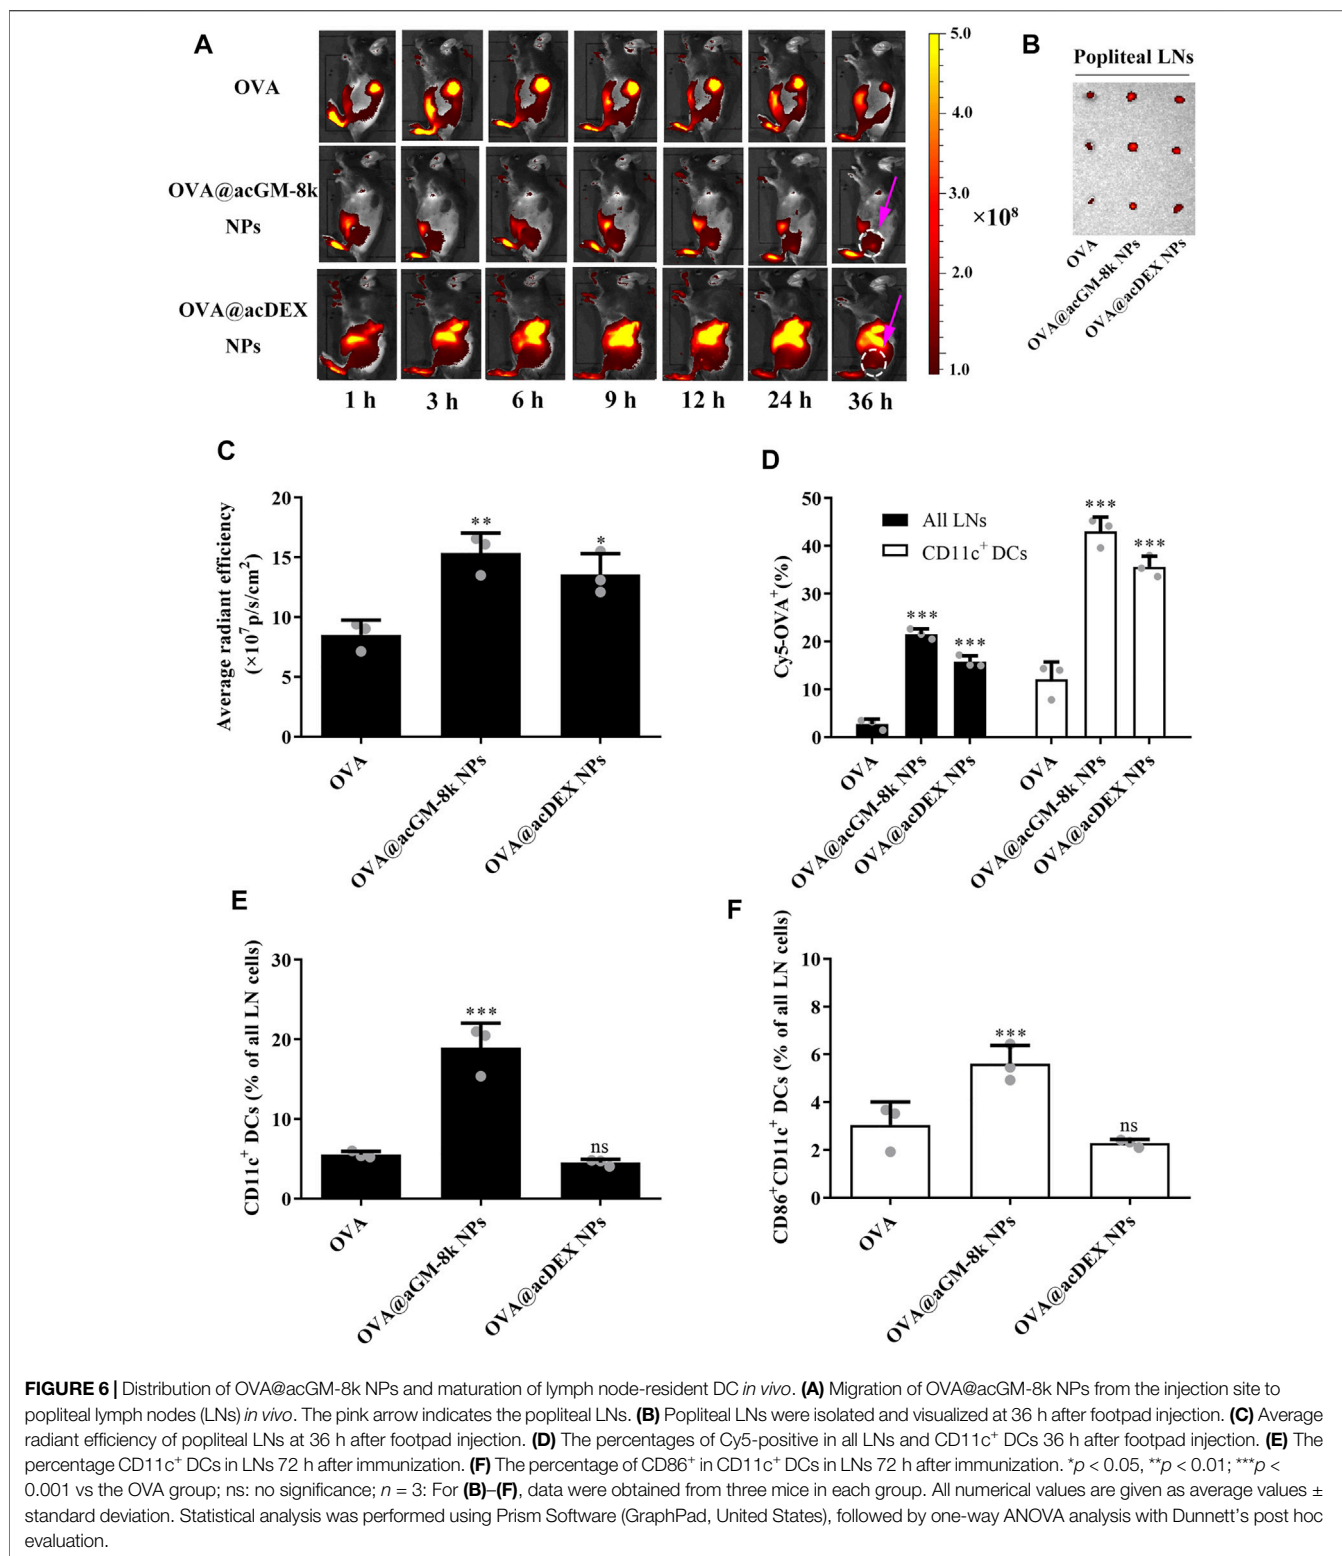 A
OVA
OVA@acGM-8k
NPs
OVA@acDEX
NPs
1 h 3 h 6 h 9 h 12 h 24 h 36 h
5.0
4.0
3.0
×10⁸
2.0
1.0
B
Popliteal LNs
OVA
OVA@acGM-8k NPs
OVA@acDEX NPs
C
Average radiant efficiency
(×10⁷p/s/cm²)
20
15
10
5
0
**
*
OVA
OVA@acGM-8k NPs
OVA@acDEX NPs
D
Cy5-OVA⁺(%)
50
40
30
20
10
0
All LNs
CD11c⁺ DCs
***
***
***
***
OVA
OVA@acGM-8k NPs
OVA@acDEX NPs
OVA
OVA@acGM-8k NPs
OVA@acDEX NPs
E
CD11c⁺ DCs (% of all LN cells)
30
20
10
0
***
ns
OVA
OVA@aGM-8k NPs
OVA@acDEX NPs
F
CD86⁺CD11c⁺ DCs (% of all LN cells)
10
8
6
4
2
0
***
ns
OVA
OVA@acGM-8k NPs
OVA@acDEX NPs
FIGURE 6 | Distribution of OVA@acGM-8k NPs and maturation of lymph node-resident DC in vivo. (A) Migration of OVA@acGM-8k NPs from the injection site to
popliteal lymph nodes (LNs) in vivo. The pink arrow indicates the popliteal LNs. (B) Popliteal LNs were isolated and visualized at 36 h after footpad injection. (C) Average
radiant efficiency of popliteal LNs at 36 h after footpad injection. (D) The percentages of Cy5-positive in all LNs and CD11c⁺ DCs 36 h after footpad injection. (E) The
percentage CD11c⁺ DCs in LNs 72 h after immunization. (F) The percentage of CD86⁺ in CD11c⁺ DCs in LNs 72 h after immunization. *p < 0.05, **p < 0.01; ***p <
0.001 vs the OVA group; ns: no significance; n = 3: For (B)–(F), data were obtained from three mice in each group. All numerical values are given as average values ±
standard deviation. Statistical analysis was performed using Prism Software (GraphPad, United States), followed by one-way ANOVA analysis with Dunnett's post hoc
evaluation.